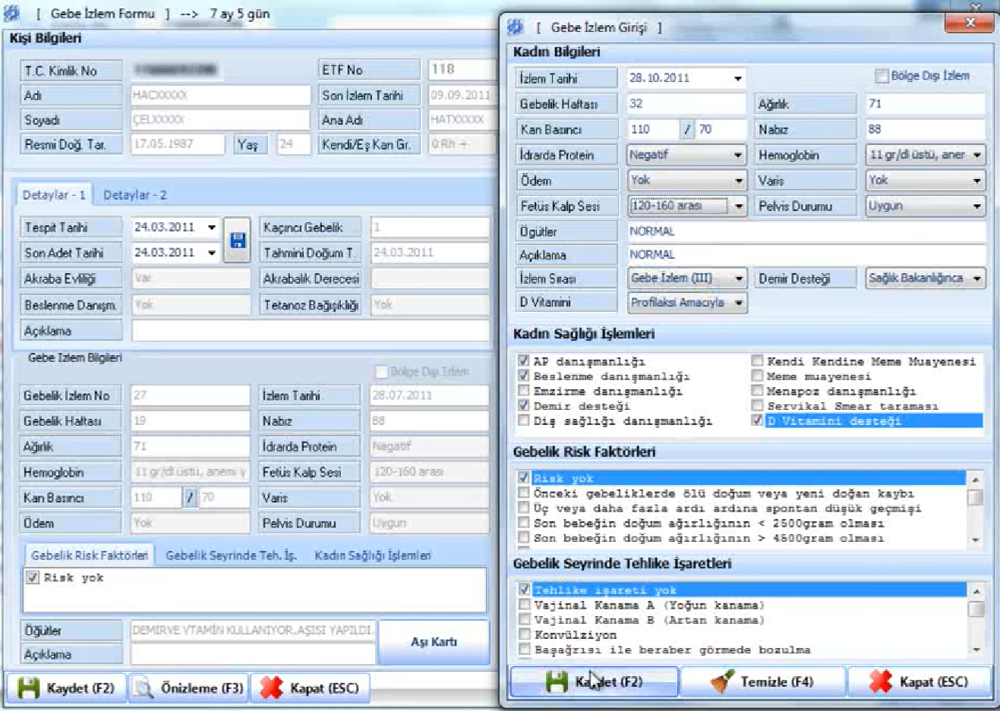 [ Gebe İzlem Formu ] --> 7 ay 5 gün
Kişi Bilgileri
T.C. Kimlik No
ETF No 118
Adı HACXXXXX Son İzlem Tarihi 09.09.2011
Soyadı ÇELXXXXX Ana Adı HATXXXXX
Resmi Doğ. Tar. 17.05.1987 Yaş 24 Kendi/Eş Kan Gr. 0 Rh +
Detaylar - 1 Detaylar - 2
Tespit Tarihi 24.03.2011 Kaçıncı Gebelik 1
Son Adet Tarihi 24.03.2011 Tahmini Doğum T. 24.03.2011
Akraba Evliliği Var Akrabalık Derecesi
Beslenme Danışm. Yok Tetanoz Bağışıklığı Yok
Açıklama
Gebe İzlem Bilgileri
Bölge Dışı İzlem
Gebelik İzlem No 27 İzlem Tarihi 28.07.2011
Gebelik Haftası 19 Nabız 88
Ağırlık 71 İdrarda Protein Negatif
Hemoglobin 11 gr/dl üstü, anemi y Fetüs Kalp Sesi 120-160 arası
Kan Basıncı 110 / 70 Varis Yok
Ödem Yok Pelvis Durumu Uygun
Gebelik Risk Faktörleri Gebelik Seyrinde Teh. İş. Kadın Sağlığı İşlemleri
Risk yok
Öğütler DEMIRVE VTAMİN KULLANIYOR..AŞISI YAPILDI.
Açıklama
Aşı Kartı
Kaydet (F2) Önizleme (F3) Kapat (ESC)
[ Gebe İzlem Girişi ]
Kadın Bilgileri
İzlem Tarihi 28.10.2011 Bölge Dışı İzlem
Gebelik Haftası 32 Ağırlık 71
Kan Basıncı 110 / 70 Nabız 88
İdrarda Protein Negatif Hemoglobin 11 gr/dl üstü, aner
Ödem Yok Varis Yok
Fetüs Kalp Sesi 120-160 arası Pelvis Durumu Uygun
Ögütler NORMAL
Açıklama NORMAL
İzlem Sırası Gebe İzlem (III) Demir Desteği Sağlık Bakanlığınca
D Vitamini Profilaksi Amacıyla
Kadın Sağlığı İşlemleri
AP danışmanlığı Kendi Kendine Meme Muayenesi
Beslenme danışmanlığı Meme muayenesi
Emzirme danışmanlığı Menapoz danışmanlığı
Demir desteği Servikal Smear taraması
Diş sağlığı danışmanlığı D Vitamini desteği
Gebelik Risk Faktörleri
Risk yok
Önceki gebeliklerde ölü doğum veya yeni doğan kaybı
Üç veya daha fazla ardı ardına spontan düşük geçmişi
Son bebeğin doğum ağırlığının < 2500gram olması
Son bebeğin doğum ağırlığının > 4500gram olması
Gebelik Seyrinde Tehlike İşaretleri
Tehlike işareti yok
Vajinal Kanama A (Yoğun kanama)
Vajinal Kanama B (Artan kanama)
Konvülziyon
Başağrısı ile beraber görmede bozulma
Kaydet (F2) Temizle (F4) Kapat (ESC)